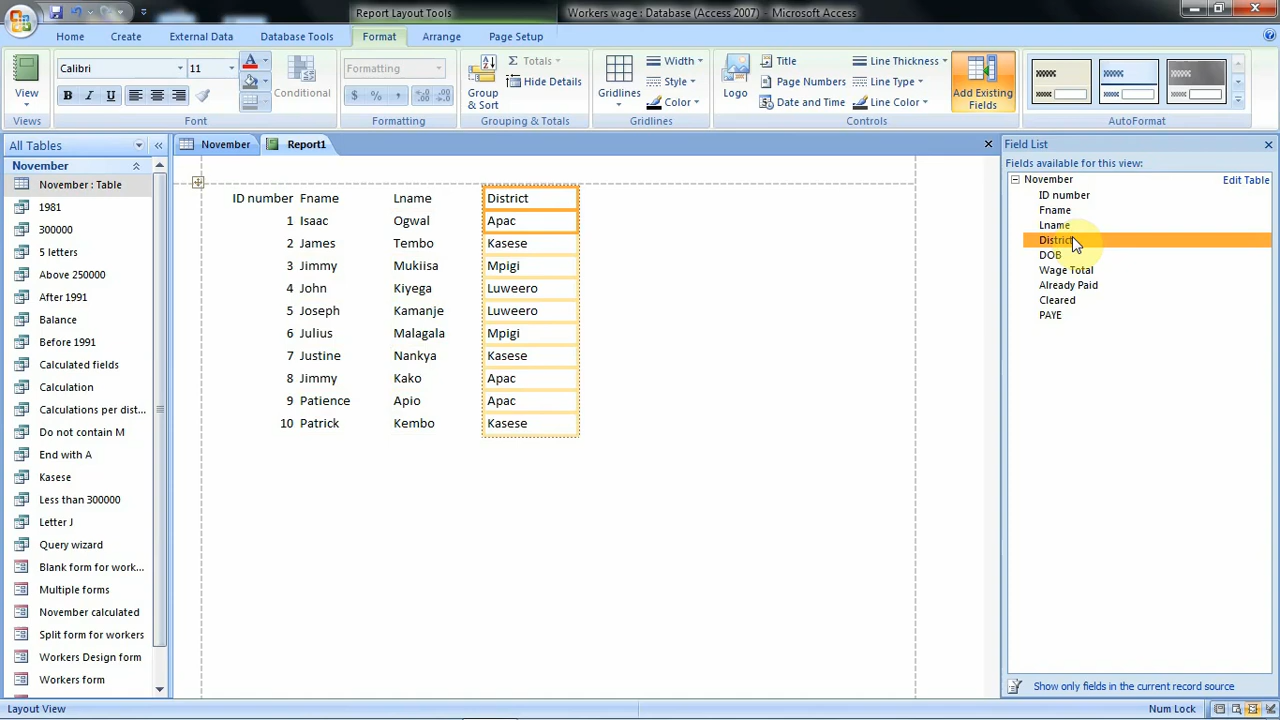 Report Layout Tools
Workers wage : Database (Access 2007) - Microsoft Access
Home Create External Data Database Tools Format Arrange Page Setup
View
Views
Calibri 11
B I U
Conditional
Font
Formatting
$ % ,
Formatting
Group & Sort
Σ Totals
Hide Details
Grouping & Totals
Gridlines
Width
Style
Color
Gridlines
Logo
Title
Page Numbers
Date and Time
Line Thickness
Line Type
Line Color
Controls
Add Existing Fields
AutoFormat
All Tables
November
November : Table
1981
300000
5 letters
Above 250000
After 1991
Balance
Before 1991
Calculated fields
Calculation
Calculations per dist...
Do not contain M
End with A
Kasese
Less than 300000
Letter J
Query wizard
Blank form for work...
Multiple forms
November calculated
Split form for workers
Workers Design form
Workers form
November Report1
ID number Fname Lname District
1 Isaac Ogwal Apac
2 James Tembo Kasese
3 Jimmy Mukiisa Mpigi
4 John Kiyega Luweero
5 Joseph Kamanje Luweero
6 Julius Malagala Mpigi
7 Justine Nankya Kasese
8 Jimmy Kako Apac
9 Patience Apio Apac
10 Patrick Kembo Kasese
Field List
Fields available for this view:
November Edit Table
ID number
Fname
Lname
District
DOB
Wage Total
Already Paid
Cleared
PAYE
Show only fields in the current record source
Layout View
Num Lock